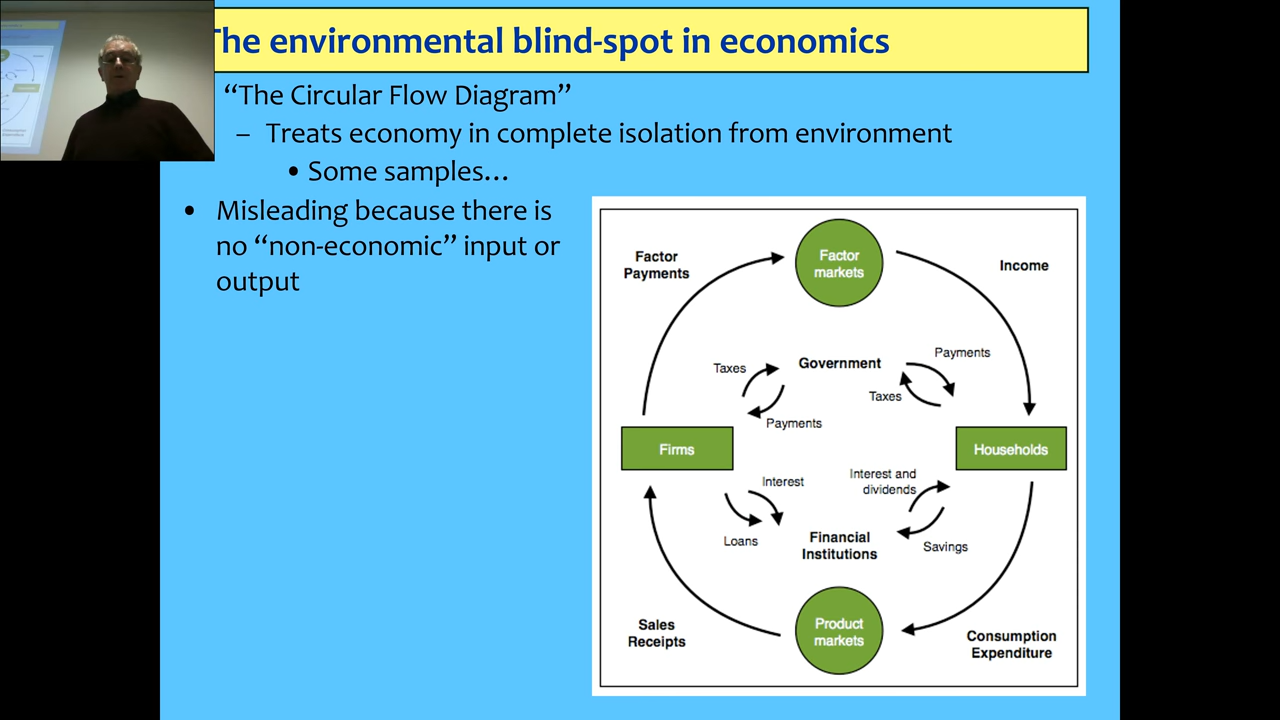 The environmental blind-spot in economics
“The Circular Flow Diagram”
– Treats economy in complete isolation from environment
• Some samples…
• Misleading because there is
no “non-economic” input or
output
Factor
Payments
Factor
markets
Income
Taxes
Government
Payments
Taxes
Payments
Firms
Households
Interest
Interest and
dividends
Loans
Financial
Institutions
Savings
Sales
Receipts
Product
markets
Consumption
Expenditure